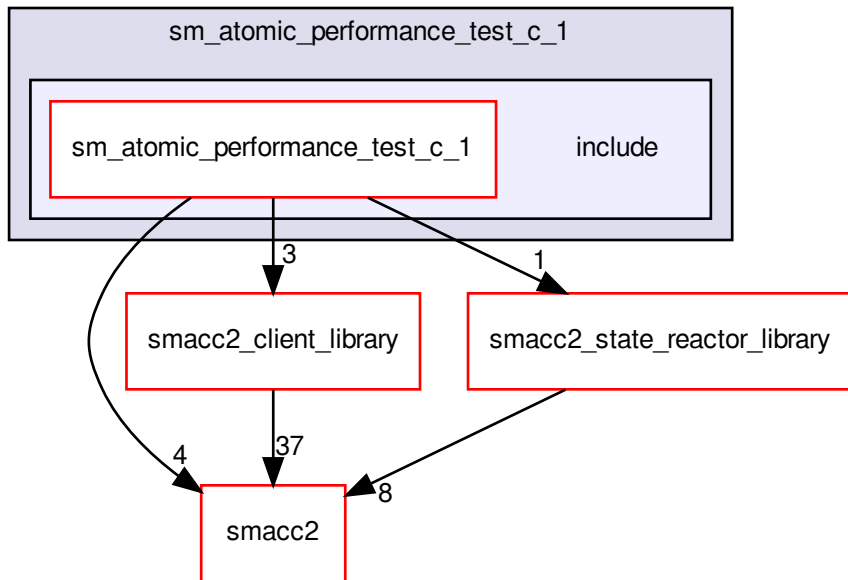 sm_atomic_performance_test_c_1
sm_atomic_performance_test_c_1
include
3
1
smacc2_client_library
smacc2_state_reactor_library
4
37
8
smacc2